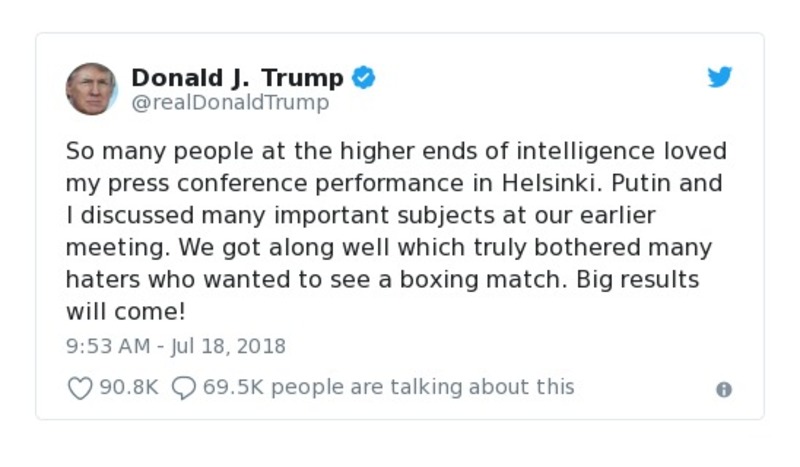 Donald J. Trump
@realDonaldTrump
So many people at the higher ends of intelligence loved
my press conference performance in Helsinki. Putin and
I discussed many important subjects at our earlier
meeting. We got along well which truly bothered many
haters who wanted to see a boxing match. Big results
will come!
9:53 AM - Jul 18, 2018
90.8K 69.5K people are talking about this